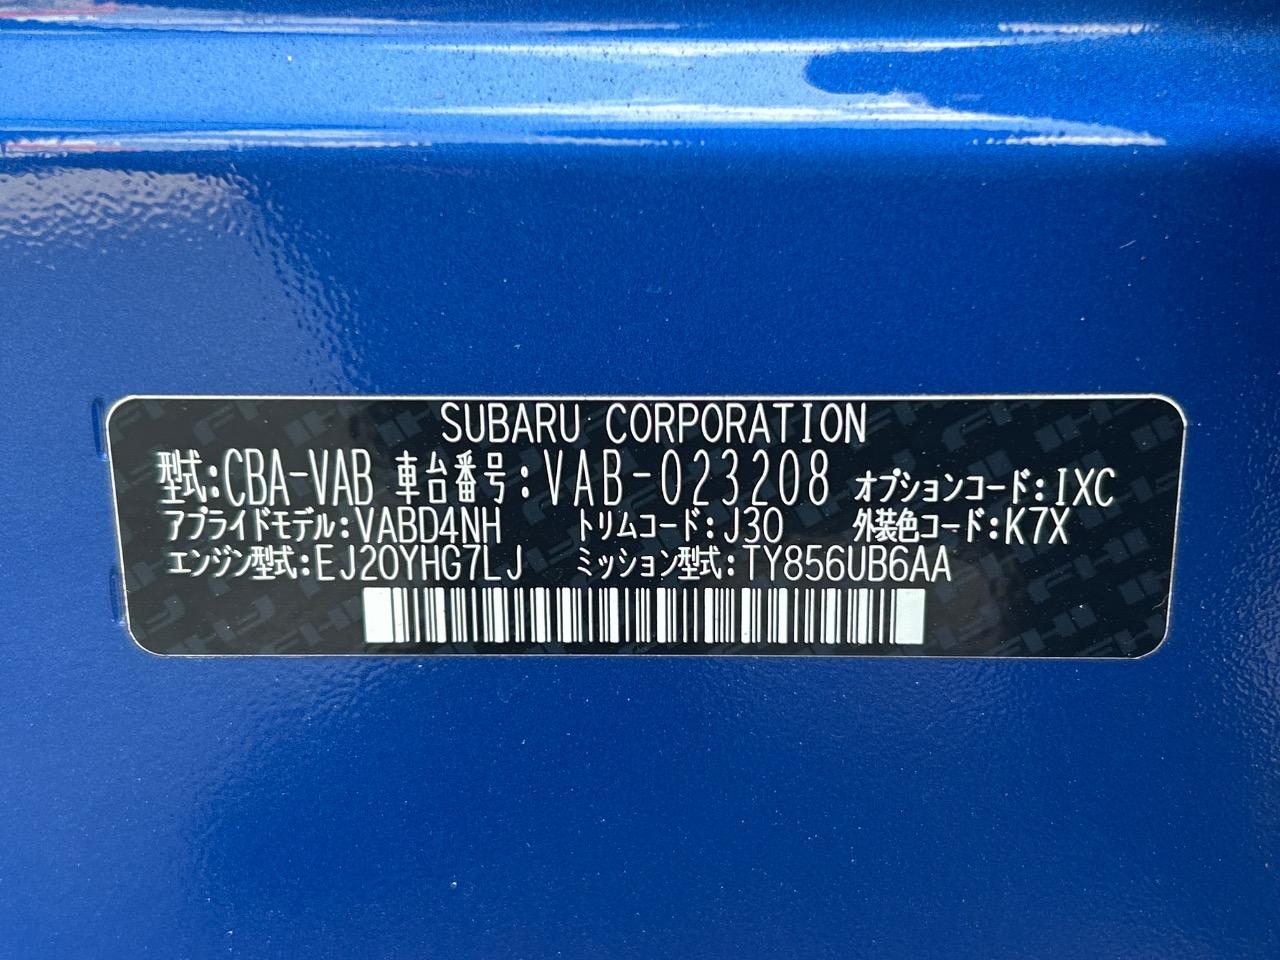 SUBARU CORPORATION
型式:CBA-VAB 車台番号:VAB-023208 オプションコード:IXC
アプライドモデル:VABD4NH トリムコード:J30 外装色コード:K7X
エンジン型式:EJ20YHG7LJ ミッション型式:TY856UB6AA